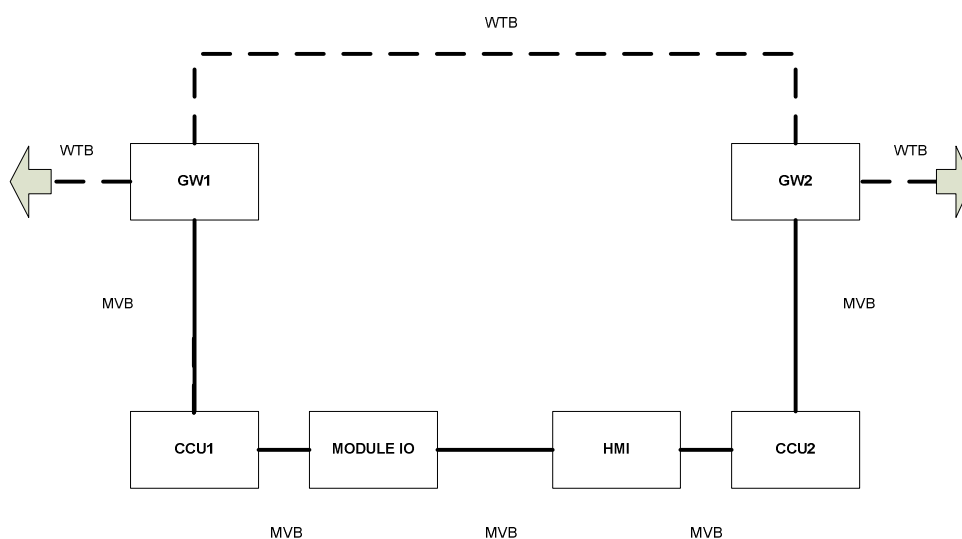 WTB
WTB
WTB
GW1
GW2
MVB
MVB
CCU1
MODULE IO
HMI
CCU2
MVB
MVB
MVB